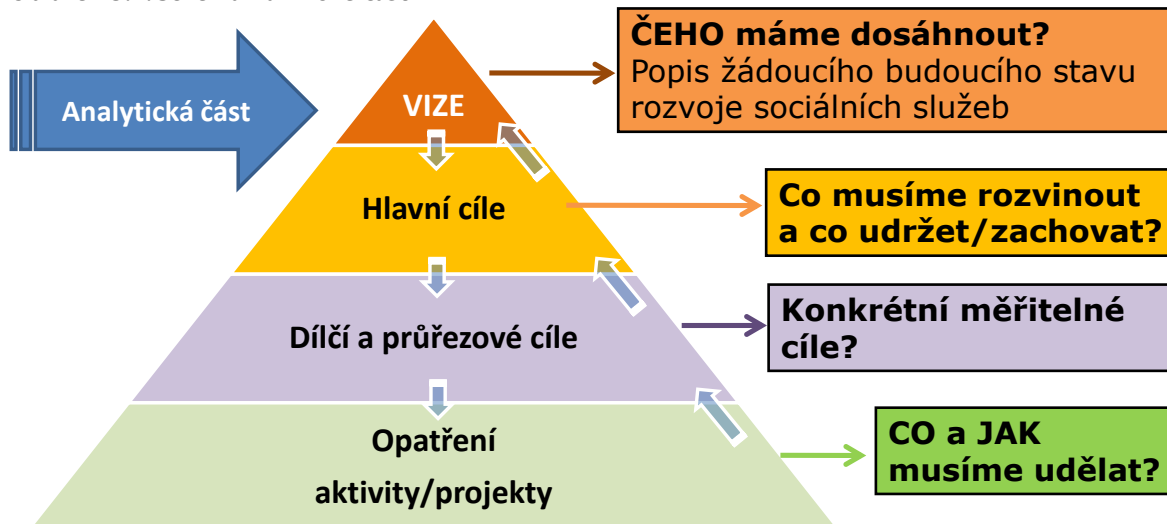 ČEHO máme dosáhnout?
Popis žádoucího budoucího stavu
rozvoje sociálních služeb
Analytická část
VIZE
Hlavní cíle
Co musíme rozvinout
a co udržet/zachovat?
Dílčí a průřezové cíle
Konkrétní měřitelné
cíle?
Opatření
aktivity/projekty
CO a JAK
musíme udělat?